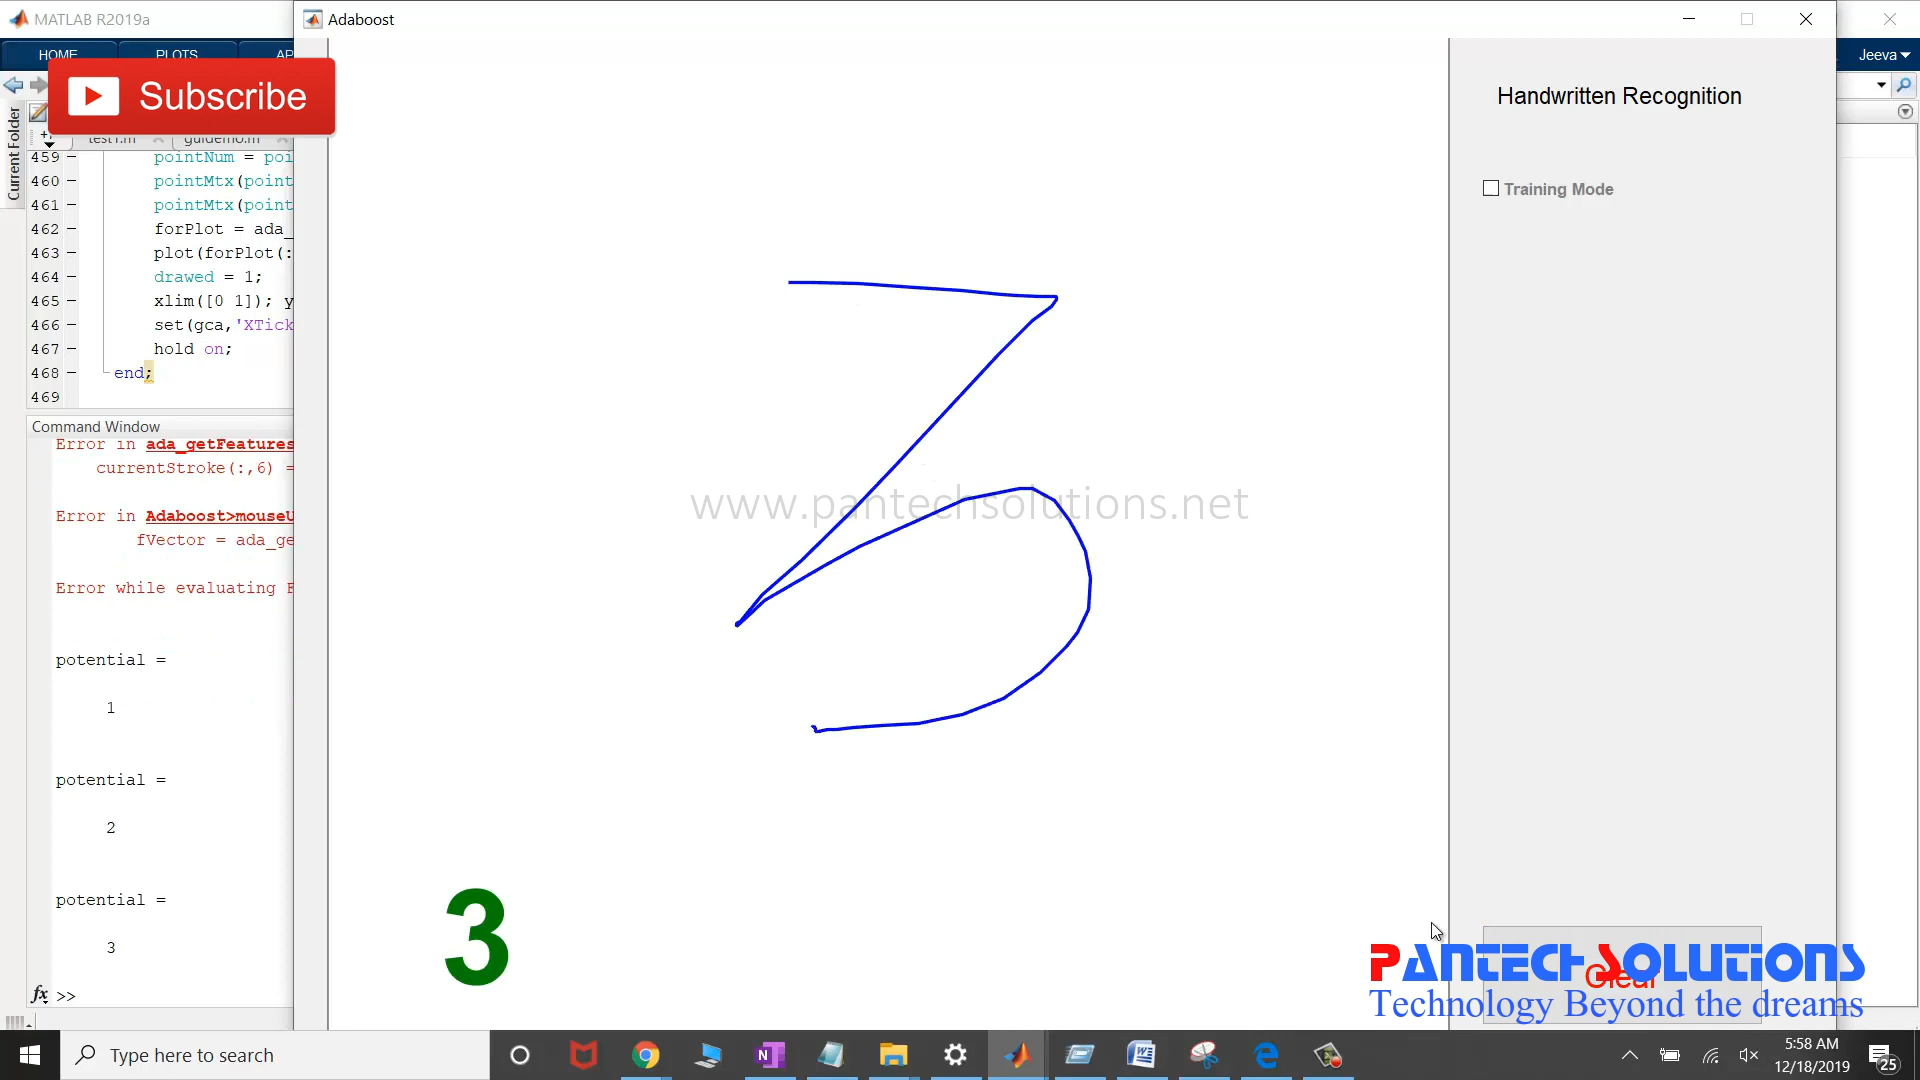 MATLAB R2019a
Adaboost
HOME
PLOTS
AP
Jeeva
Subscribe
Current Folder
test1.m
guidemo.m
459 pointNum = poi
460 pointMtx(point
461 pointMtx(point
462 forPlot = ada_
463 plot(forPlot(:
464 drawed = 1;
465 xlim([0 1]); y
466 set(gca,'XTick
467 hold on;
468 end;
469
Command Window
Error in ada_getFeatures
currentStroke(:,6) =
Error in Adaboost>mouseU
fVector = ada_ge
Error while evaluating F
potential =
1
potential =
2
potential =
3
fx >>
3
www.pantechsolutions.net
3
Handwritten Recognition
Training Mode
Clear
PANTECH SOLUTIONS
Technology Beyond the dreams
Type here to search
5:58 AM
12/18/2019
25